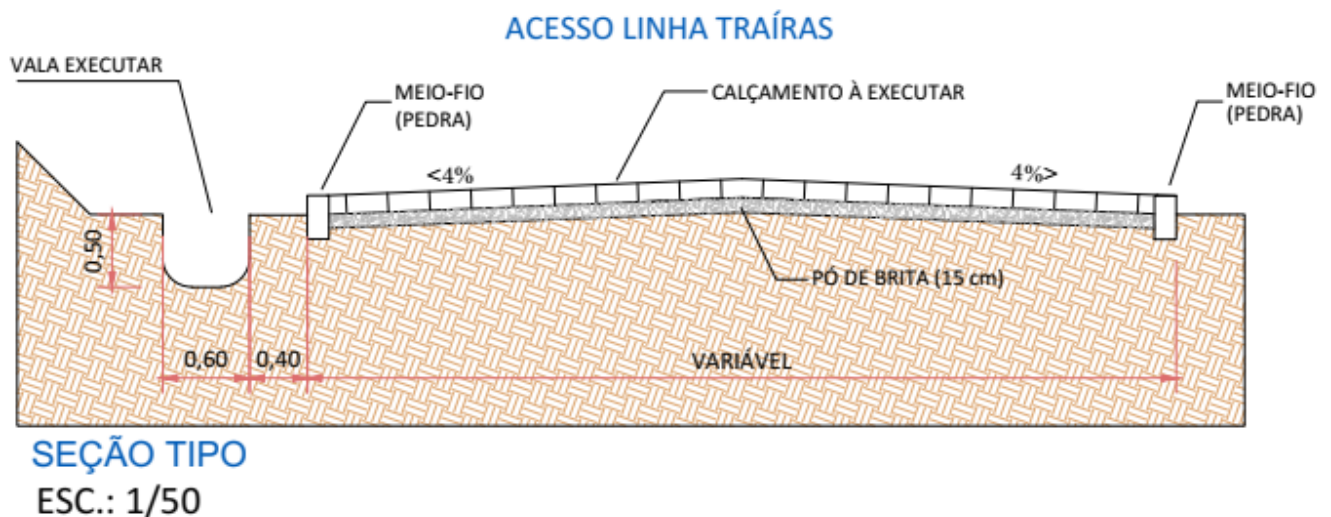 ACESSO LINHA TRAÍRAS
VALA EXECUTAR
MEIO-FIO
(PEDRA)
CALÇAMENTO À EXECUTAR
MEIO-FIO
(PEDRA)
<4%
4%>
0,50
PÓ DE BRITA (15 cm)
0,60
0,40
VARIÁVEL
SEÇÃO TIPO
ESC.: 1/50